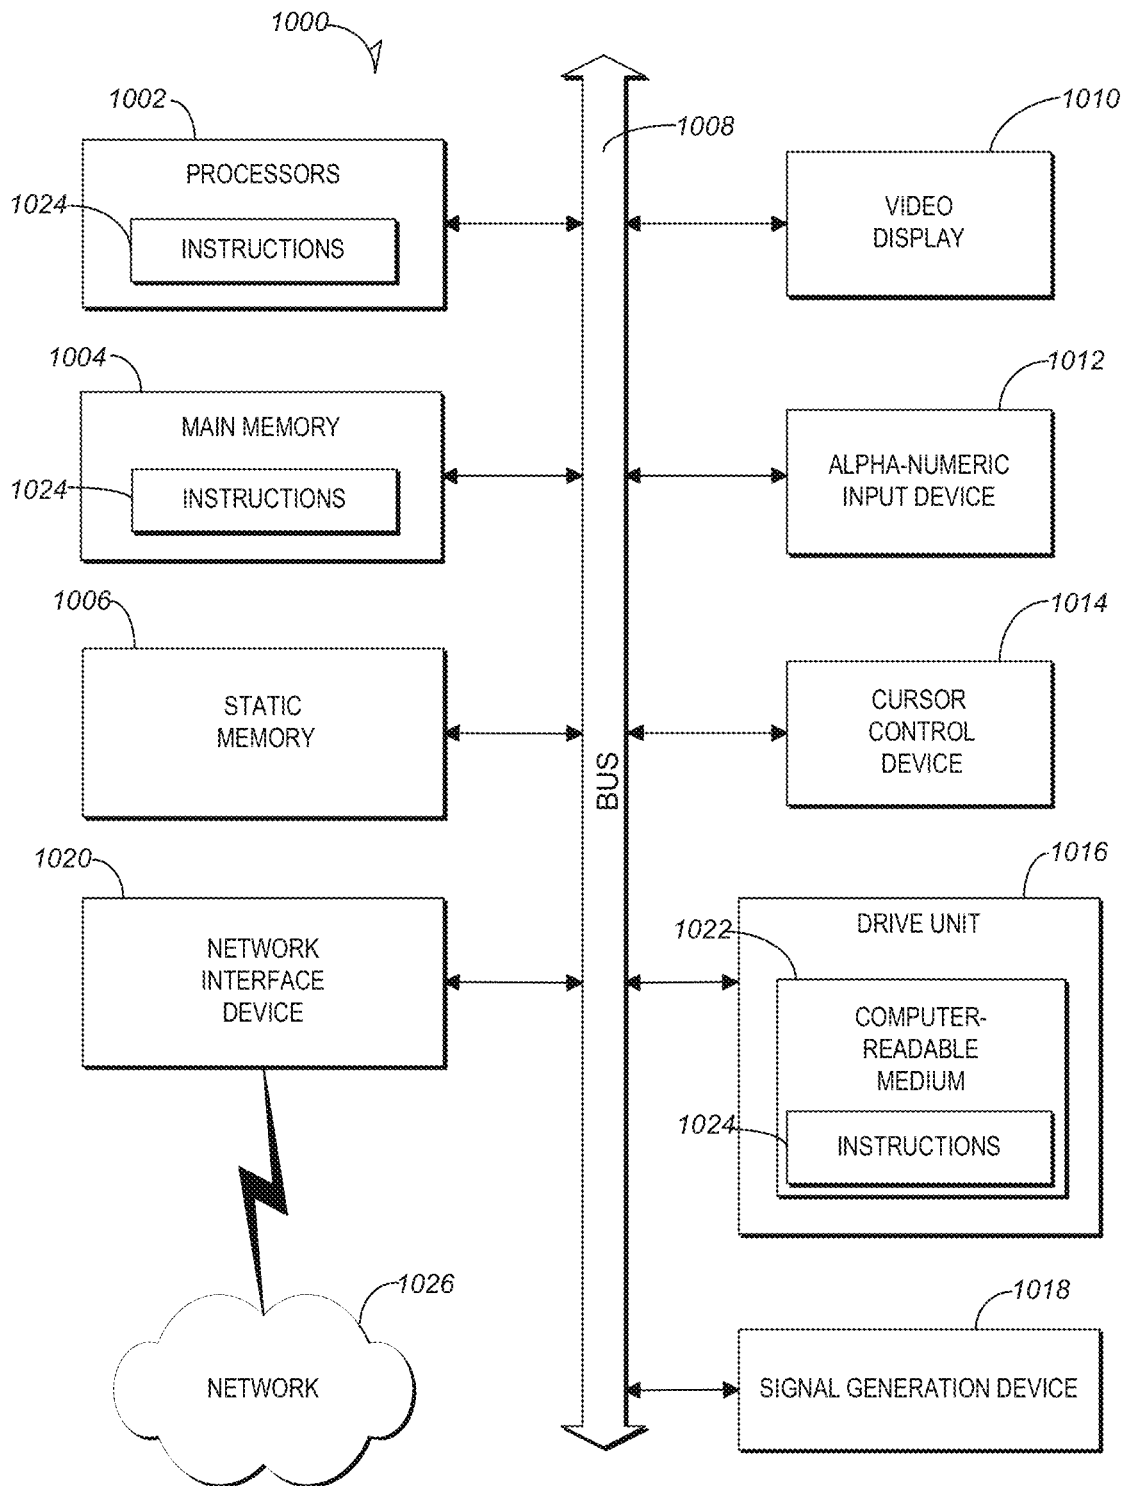 1000
1002
PROCESSORS
1024
INSTRUCTIONS
1004
MAIN MEMORY
1024
INSTRUCTIONS
1006
STATIC
MEMORY
1020
NETWORK
INTERFACE
DEVICE
1026
NETWORK
1008
BUS
1010
VIDEO
DISPLAY
1012
ALPHA-NUMERIC
INPUT DEVICE
1014
CURSOR
CONTROL
DEVICE
1016
DRIVE UNIT
1022
COMPUTER-
READABLE
MEDIUM
1024
INSTRUCTIONS
1018
SIGNAL GENERATION DEVICE